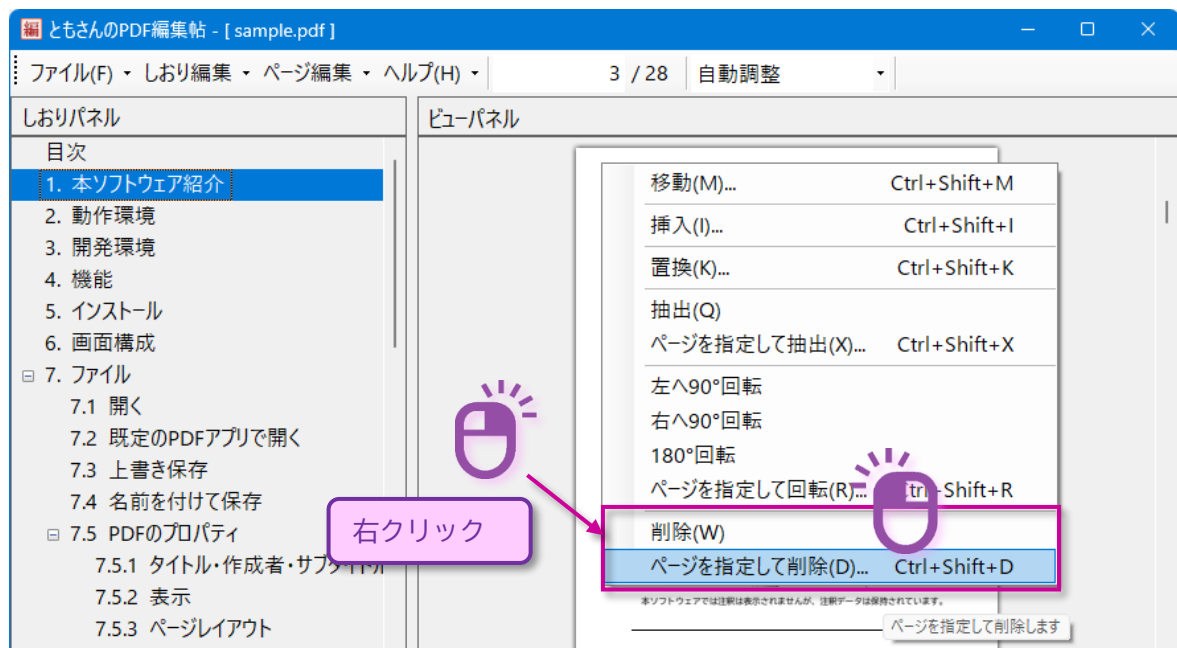 編 ともさんのPDF編集帖 - [ sample.pdf ]
ファイル(F) しおり編集 ページ編集 ヘルプ(H) 3 / 28 自動調整
しおりパネル
目次
1. 本ソフトウェア紹介
2. 動作環境
3. 開発環境
4. 機能
5. インストール
6. 画面構成
7. ファイル
7.1 開く
7.2 既定のPDFアプリで開く
7.3 上書き保存
7.4 名前を付けて保存
7.5 PDFのプロパティ
7.5.1 タイトル・作成者・サブタイトル
7.5.2 表示
7.5.3 ページレイアウト
ビューパネル
移動(M)... Ctrl+Shift+M
挿入(I)... Ctrl+Shift+I
置換(K)... Ctrl+Shift+K
抽出(Q)
ページを指定して抽出(X)... Ctrl+Shift+X
左へ90°回転
右へ90°回転
180°回転
ページを指定して回転(R)... Ctrl+Shift+R
削除(W)
ページを指定して削除(D)... Ctrl+Shift+D
右クリック
本ソフトウェアでは注釈は表示されませんが、注釈データは保持されています。
ページを指定して削除します